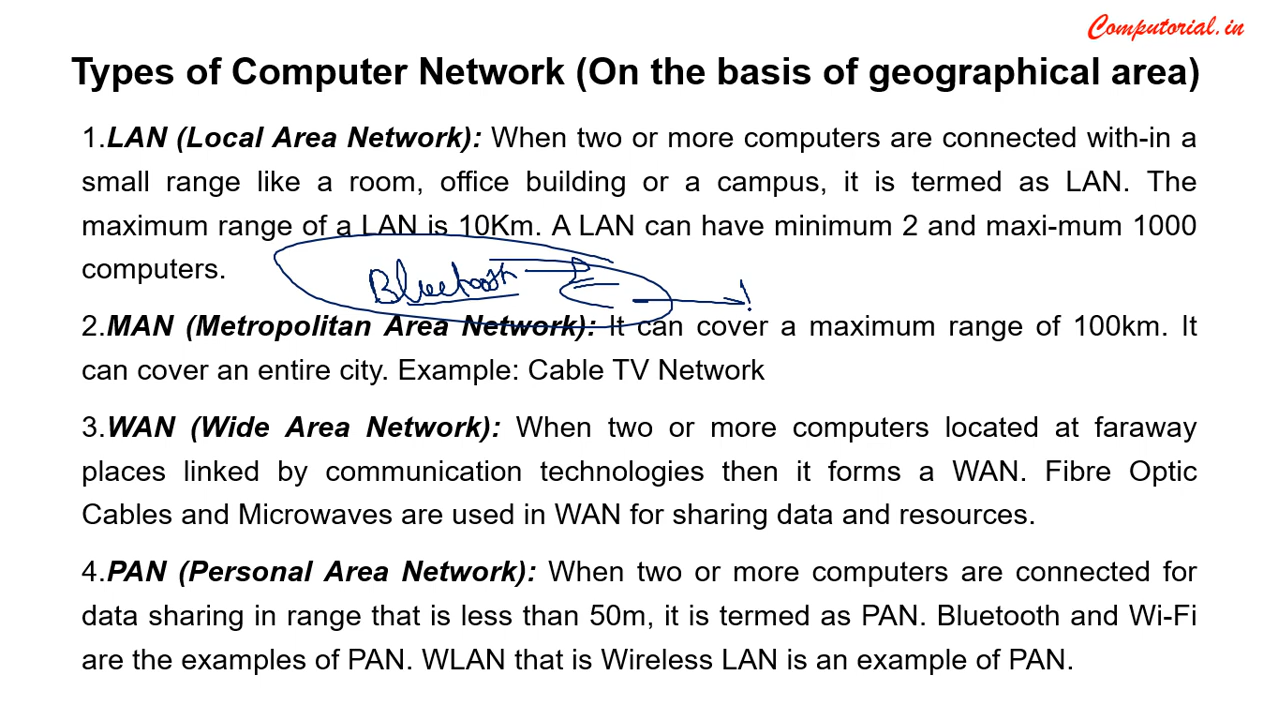 Computorial.in
Types of Computer Network (On the basis of geographical area)
1.LAN (Local Area Network): When two or more computers are connected with-in a
small range like a room, office building or a campus, it is termed as LAN. The
maximum range of a LAN is 10Km. A LAN can have minimum 2 and maxi-mum 1000
computers.
Bluetooth
2.MAN (Metropolitan Area Network): It can cover a maximum range of 100km. It
can cover an entire city. Example: Cable TV Network
3.WAN (Wide Area Network): When two or more computers located at faraway
places linked by communication technologies then it forms a WAN. Fibre Optic
Cables and Microwaves are used in WAN for sharing data and resources.
4.PAN (Personal Area Network): When two or more computers are connected for
data sharing in range that is less than 50m, it is termed as PAN. Bluetooth and Wi-Fi
are the examples of PAN. WLAN that is Wireless LAN is an example of PAN.